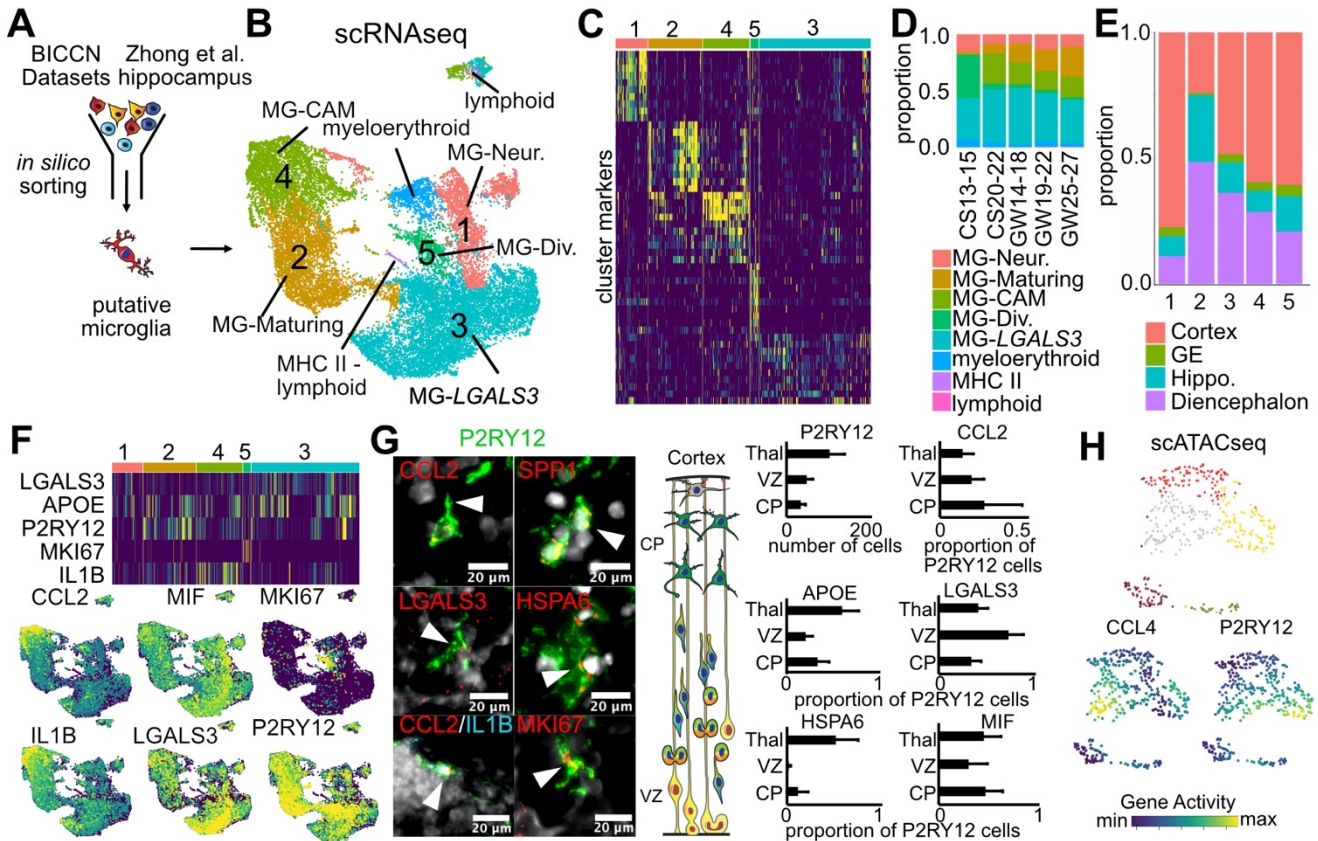 A
BICCN Zhong et al.
Datasets hippocampus
in silico
sorting
putative
microglia
B
scRNAseq
lymphoid
MG-CAM
myeloerythroid
MG-Neur.
4
1
5
2
MG-Div.
3
MG-Maturing
MHC II -
lymphoid
MG-LGALS3
C
1 2 4 5 3
cluster markers
D
1.0
0.5
0.0
proportion
CS13-15
CS20-22
GW14-18
GW19-22
GW25-27
MG-Neur.
MG-Maturing
MG-CAM
MG-Div.
MG-LGALS3
myeloerythroid
MHC II
lymphoid
E
1.0
0.5
0.0
proportion
1 2 3 4 5
Cortex
GE
Hippo.
Diencephalon
F
1 2 4 5 3
LGALS3
APOE
P2RY12
MKI67
IL1B
CCL2 MIF MKI67
IL1B LGALS3 P2RY12
G
P2RY12
CCL2 SPP1
20 µm 20 µm
LGALS3 HSPA6
20 µm 20 µm
CCL2/IL1B MKI67
20 µm 20 µm
Cortex
CP
VZ
P2RY12
Thal
VZ
CP
0 200
number of cells
CCL2
Thal
VZ
CP
0 0.5
proportion of
P2RY12 cells
APOE
Thal
VZ
CP
0 1
LGALS3
Thal
VZ
CP
0 1
proportion of P2RY12 cells
HSPA6
Thal
VZ
CP
0 1
MIF
Thal
VZ
CP
0 1
proportion of P2RY12 cells
H
scATACseq
CCL4 P2RY12
Gene Activity
min max